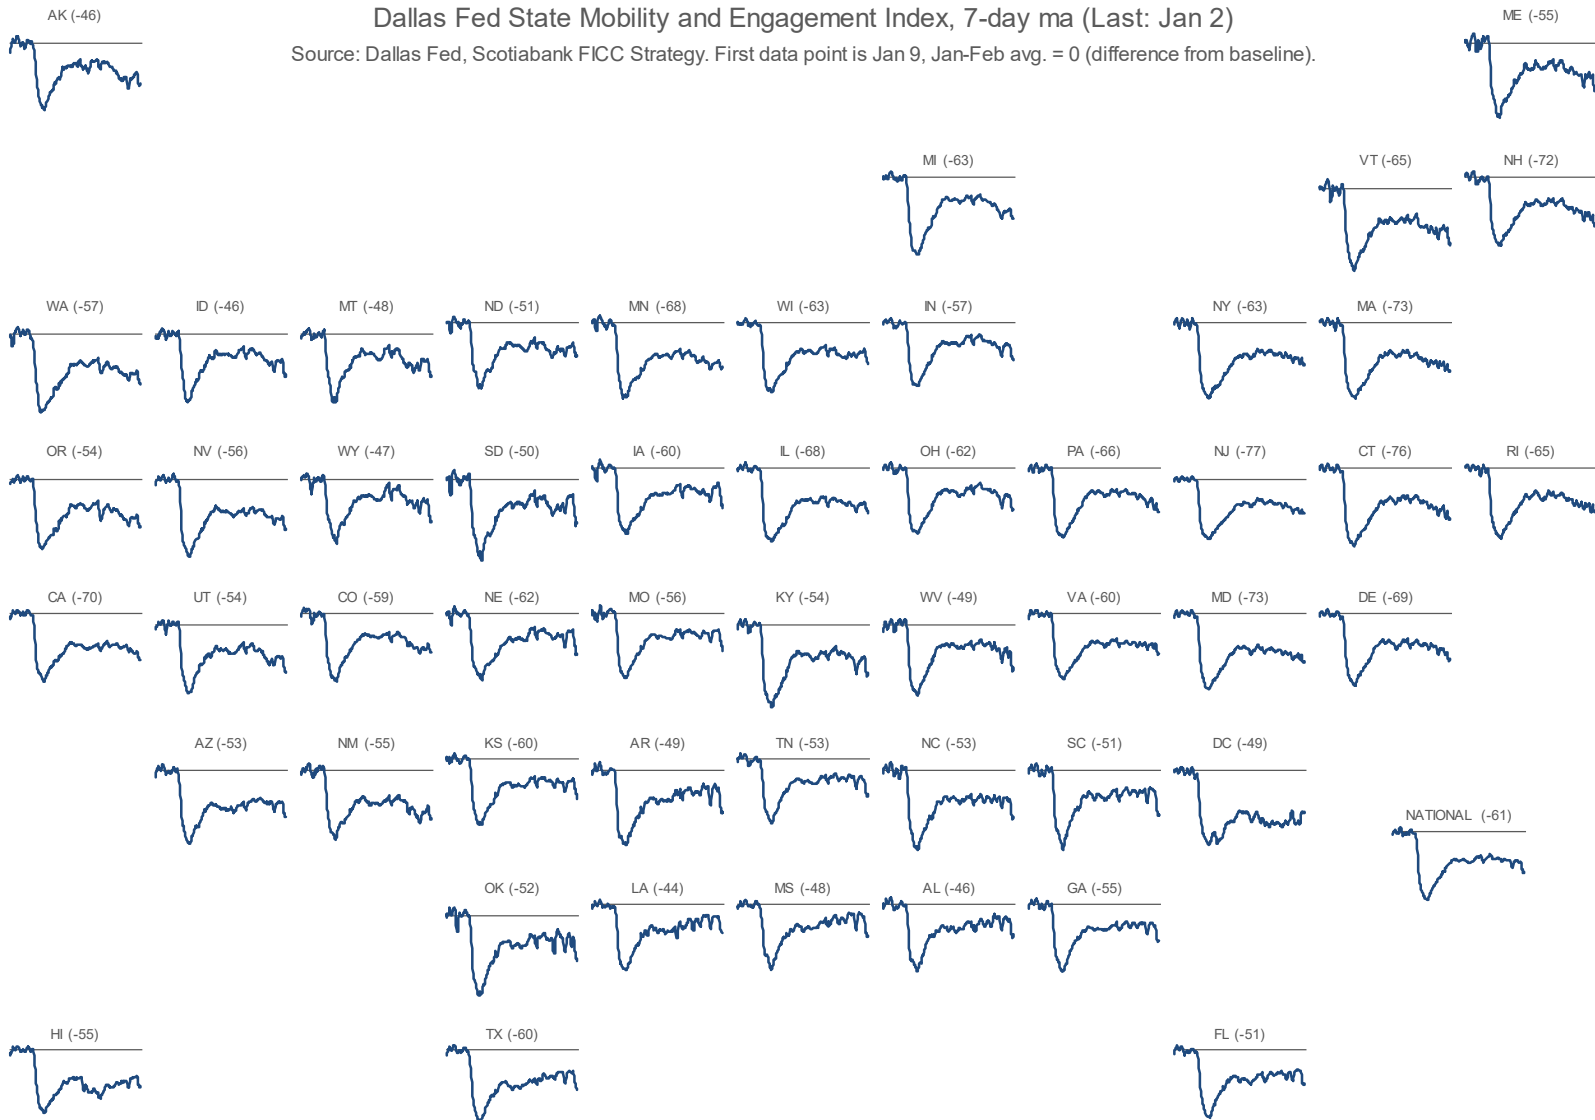 AK (-46)
Dallas Fed State Mobility and Engagement Index, 7-day ma (Last: Jan 2)
ME (-55)
Source: Dallas Fed, Scotiabank FICC Strategy. First data point is Jan 9, Jan-Feb avg. = 0 (difference from baseline).
MI (-63)
VT (-65)
NH (-72)
WA (-57)
ID (-46)
MT (-48)
ND (-51)
MN (-68)
WI (-63)
IN (-57)
NY (-63)
MA (-73)
OR (-54)
NV (-56)
WY (-47)
SD (-50)
IA (-60)
IL (-68)
OH (-62)
PA (-66)
NJ (-77)
CT (-76)
RI (-65)
CA (-70)
UT (-54)
CO (-59)
NE (-62)
MO (-56)
KY (-54)
WV (-49)
VA (-60)
MD (-73)
DE (-69)
AZ (-53)
NM (-55)
KS (-60)
AR (-49)
TN (-53)
NC (-53)
SC (-51)
DC (-49)
NATIONAL (-61)
OK (-52)
LA (-44)
MS (-48)
AL (-46)
GA (-55)
HI (-55)
TX (-60)
FL (-51)